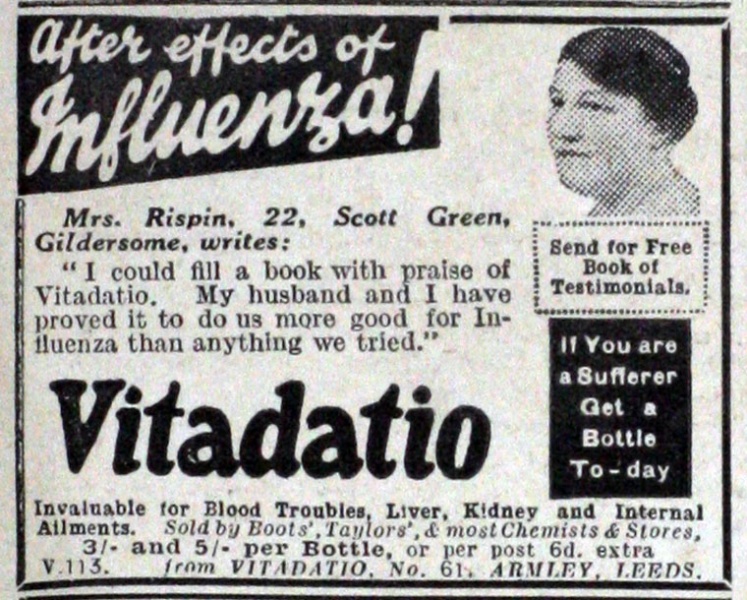 After effects of
Influenza!
Mrs. Rispin, 22, Scott Green,
Gildersome, writes:
"I could fill a book with praise of
Vitadatio. My husband and I have
proved it to do us more good for In-
fluenza than anything we tried."
Send for Free
Book of
Testimonials.
If You are
a Sufferer
Get a
Bottle
To-day
Vitadatio
Invaluable for Blood Troubles, Liver, Kidney and Internal
Ailments. Sold by Boots', Taylors', & most Chemists & Stores,
3/- and 5/- per Bottle, or per post 6d. extra
V.113. from VITADATIO, No. 61, ARMLEY, LEEDS.